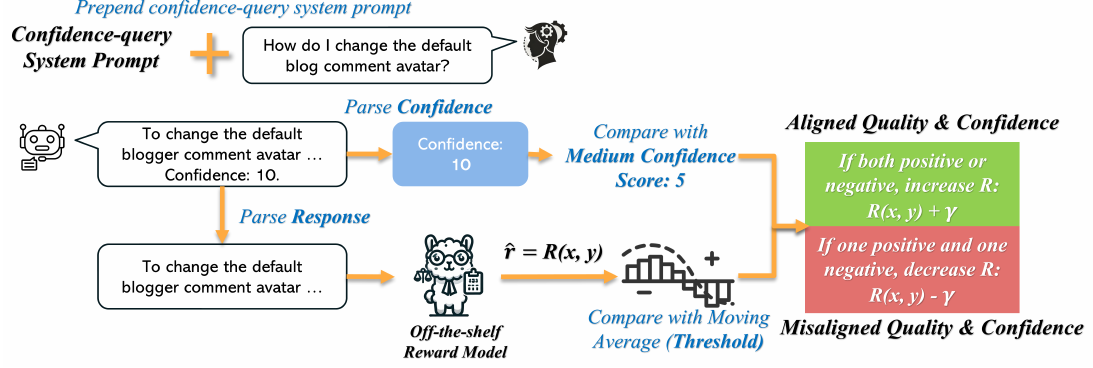 Prepend confidence-query system prompt
Confidence-query
System Prompt
How do I change the default
blog comment avatar?
Parse Confidence
To change the default
blogger comment avatar ...
Confidence: 10.
Confidence:
10
Compare with
Medium Confidence
Score: 5
Aligned Quality & Confidence
If both positive or
negative, increase R:
R(x, y) + γ
If one positive and one
negative, decrease R:
R(x, y) - γ
Misaligned Quality & Confidence
Parse Response
To change the default
blogger comment avatar ...
Off-the-shelf
Reward Model
r̂ = R(x, y)
+
−
Compare with Moving
Average (Threshold)